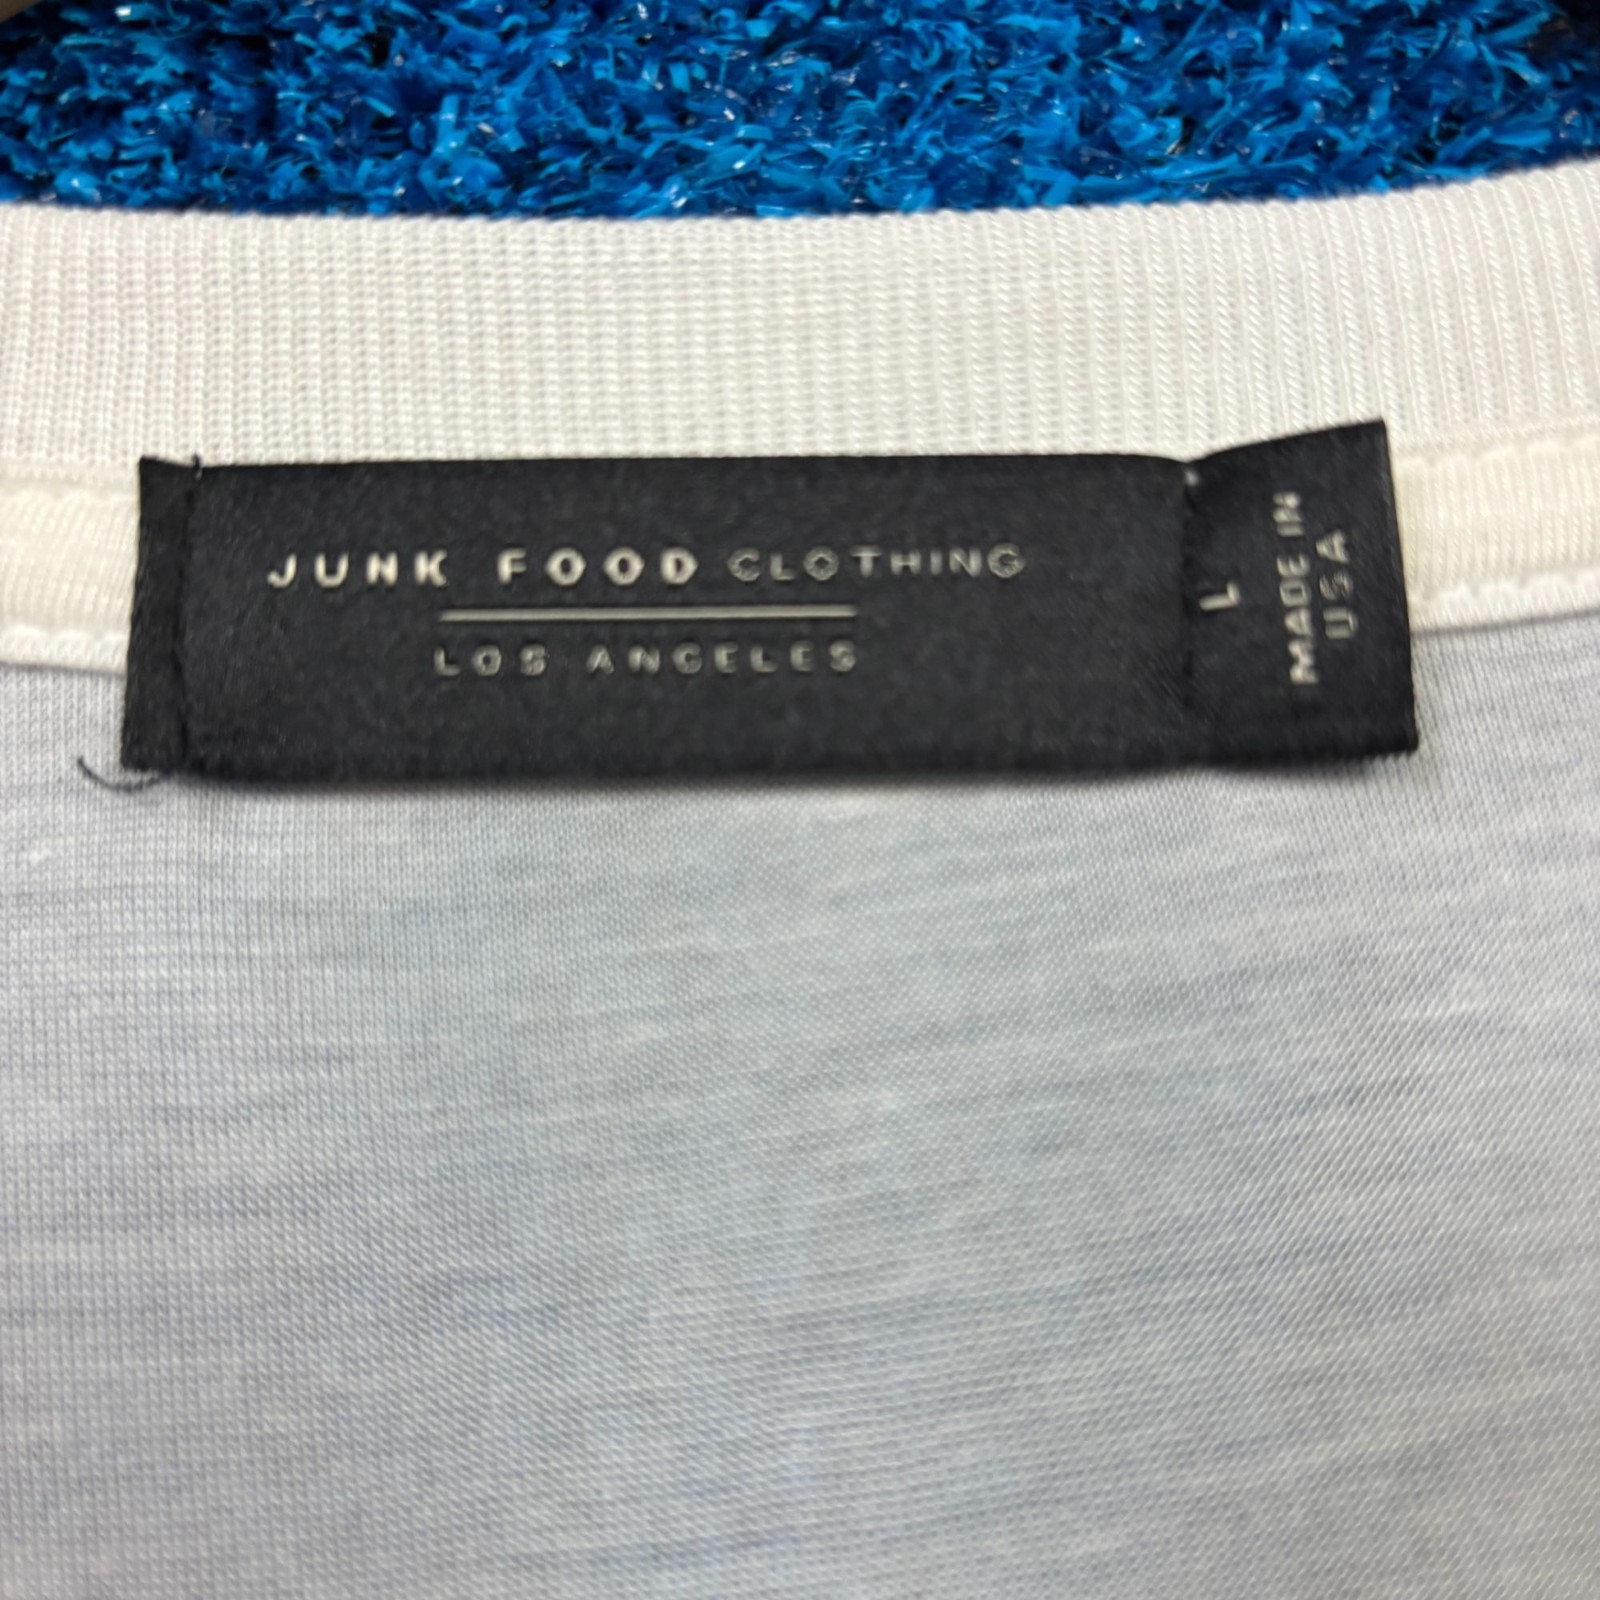 JUNK FOOD CLOTHING
LOS ANGELES
L
MADE IN
USA